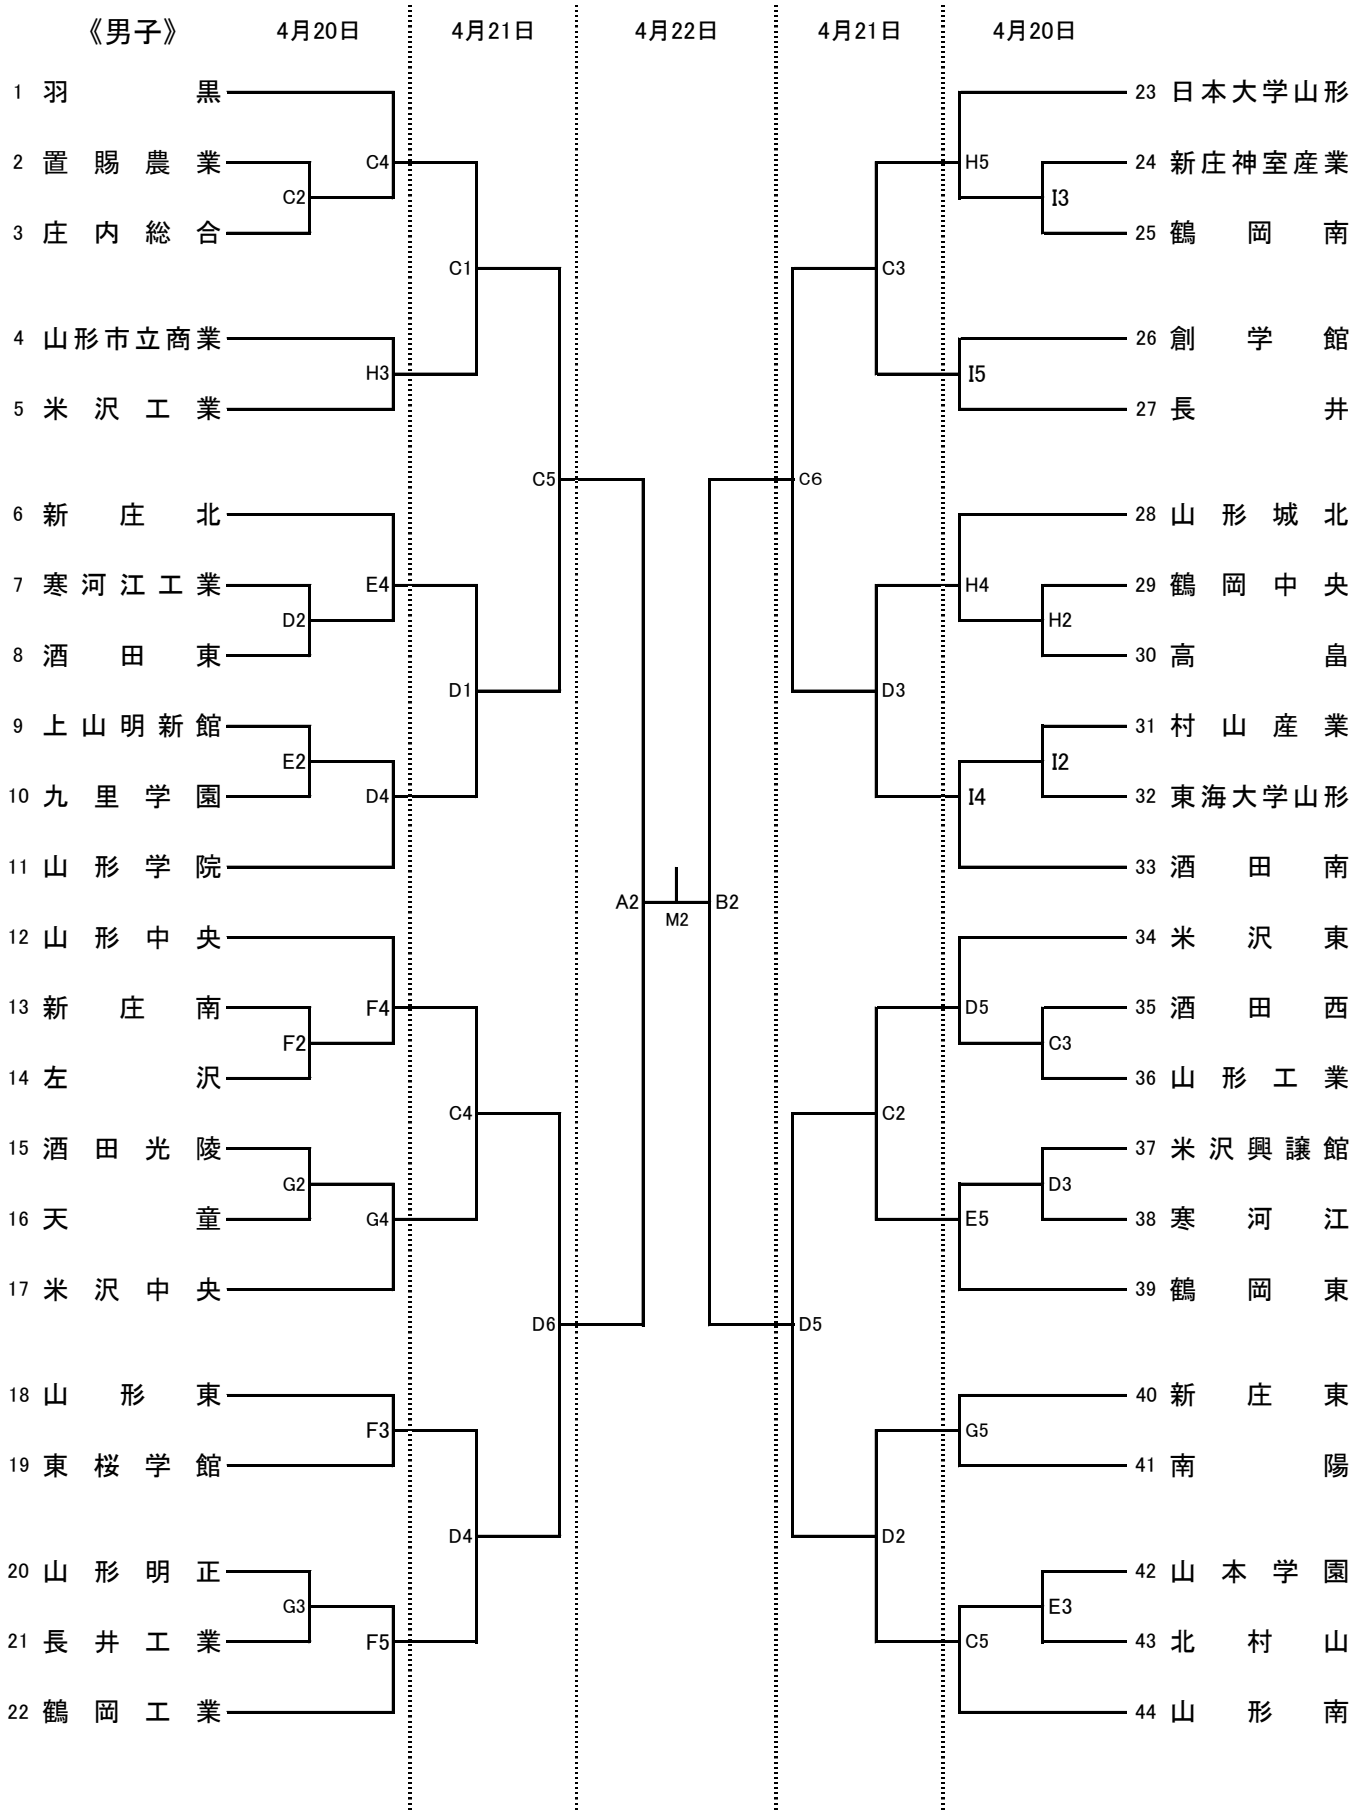 《男子》 4月20日 4月21日 4月22日 4月21日 4月20日
1 羽黒 23 日本大学山形
2 置賜農業 C4 H5 24 新庄神室産業
C2 I3
3 庄内総合 25 鶴岡南
C1 C3
4 山形市立商業 26 創学館
H3 I5
5 米沢工業 27 長井
C5 C6
6 新庄北 28 山形城北
7 寒河江工業 E4 H4 29 鶴岡中央
D2 H2
8 酒田東 30 高畠
D1 D3
9 上山明新館 31 村山産業
E2 I2
10 九里学園 D4 I4 32 東海大学山形
11 山形学院 33 酒田南
A2 M2 B2
12 山形中央 34 米沢東
13 新庄南 F4 D5 35 酒田西
F2 C3
14 左沢 36 山形工業
C4 C2
15 酒田光陵 37 米沢興譲館
G2 D3
16 天童 G4 E5 38 寒河江
17 米沢中央 39 鶴岡東
D6 D5
18 山形東 40 新庄東
F3 G5
19 東桜学館 41 南陽
D4 D2
20 山形明正 42 山本学園
G3 E3
21 長井工業 F5 C5 43 北村山
22 鶴岡工業 44 山形南